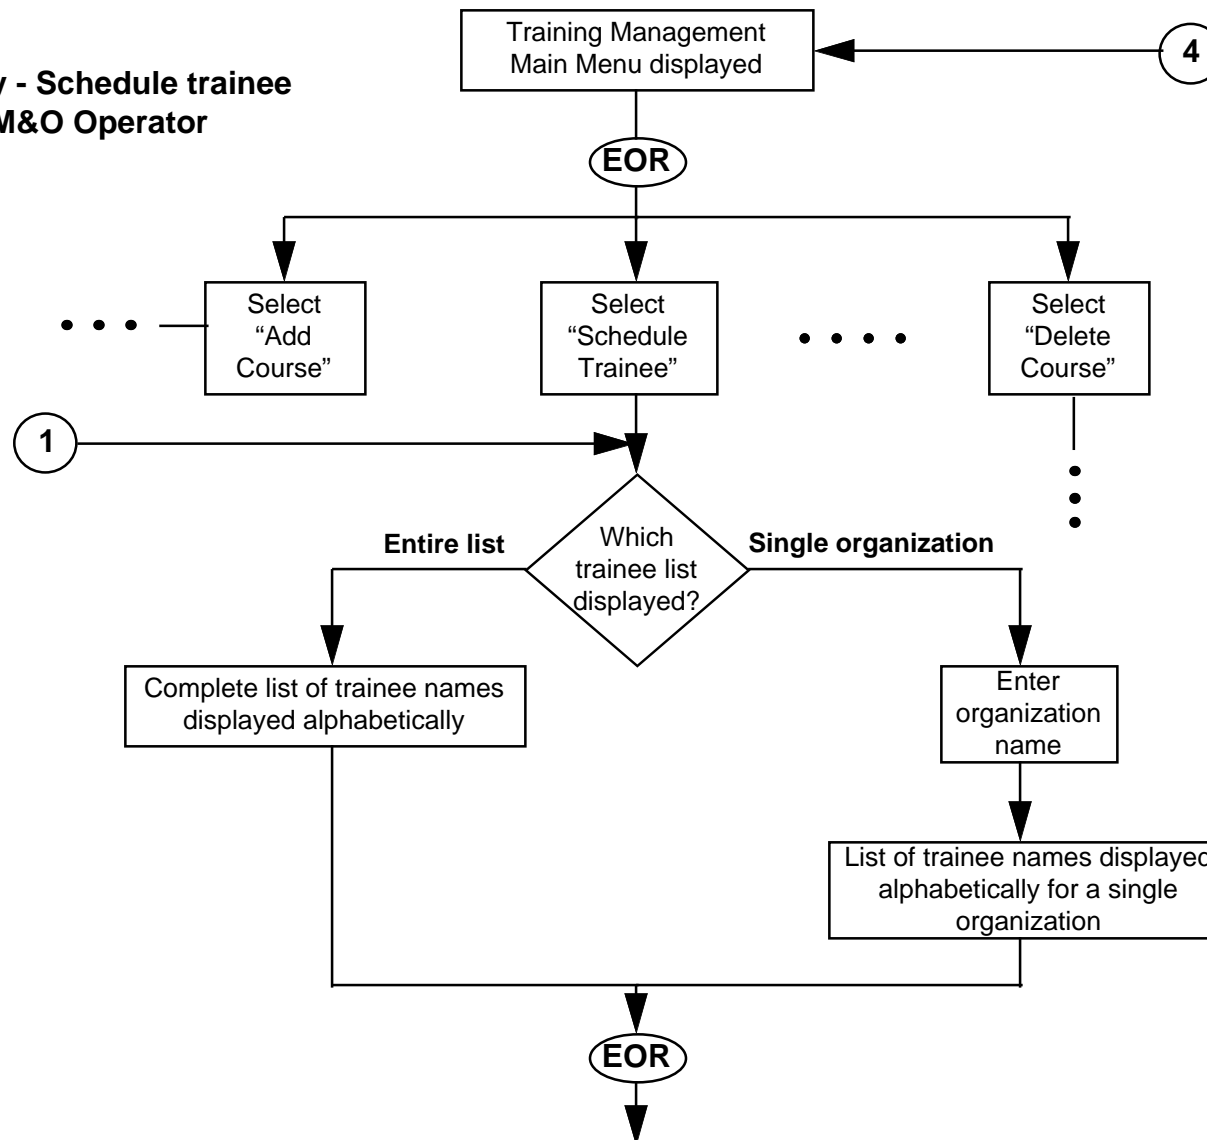 Training Management
Main Menu displayed
4
y - Schedule trainee
M&O Operator
EOR
Select
“Add
Course”
Select
“Schedule
Trainee”
Select
“Delete
Course”
1
Which
trainee list
displayed?
Entire list
Single organization
Complete list of trainee names
displayed alphabetically
Enter
organization
name
List of trainee names displayed
alphabetically for a single
organization
EOR